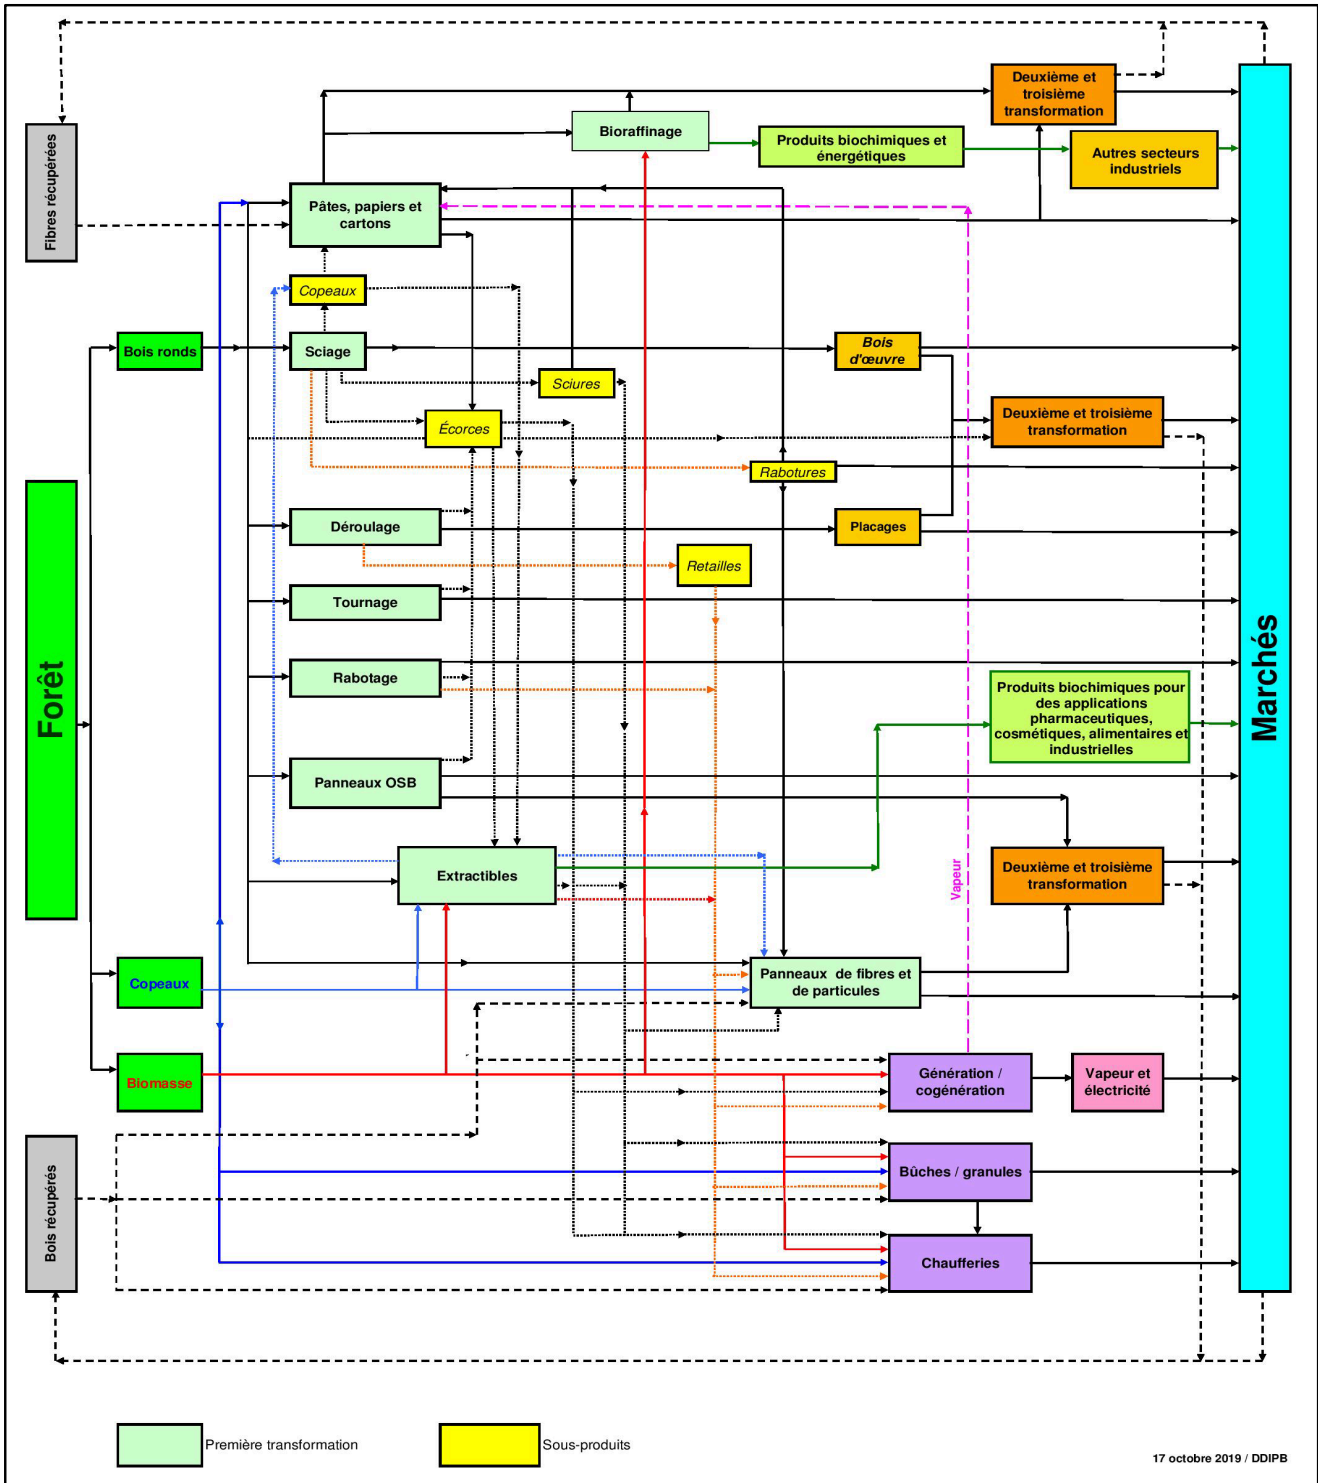 Deuxième et
troisième
transformation
Bioraffinage
Produits biochimiques et
énergétiques
Autres secteurs
industriels
Fibres récupérées
Pâtes, papiers et
cartons
Copeaux
Bois ronds
Sciage
Bois
d'œuvre
Sciures
Écorces
Deuxième et troisième
transformation
Rabotures
Déroulage
Placages
Retailles
Tournage
Forêt
Marchés
Rabotage
Produits biochimiques pour
des applications
pharmaceutiques,
cosmétiques, alimentaires et
industrielles
Panneaux OSB
Extractibles
Vapeur
Deuxième et troisième
transformation
Copeaux
Panneaux de fibres et
de particules
Biomasse
Génération /
cogénération
Vapeur et
électricité
Bois récupérés
Bûches / granules
Chaufferies
Première transformation
Sous-produits
17 octobre 2019 / DDIPB